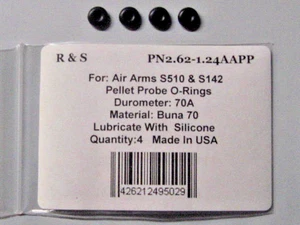 R & S PN2.62-1.24AAPP
For: Air Arms S510 & S142
Pellet Probe O-Rings
Durometer: 70A
Material: Buna 70
Lubricate With Silicone
Quantity:4 Made In USA
426212495029